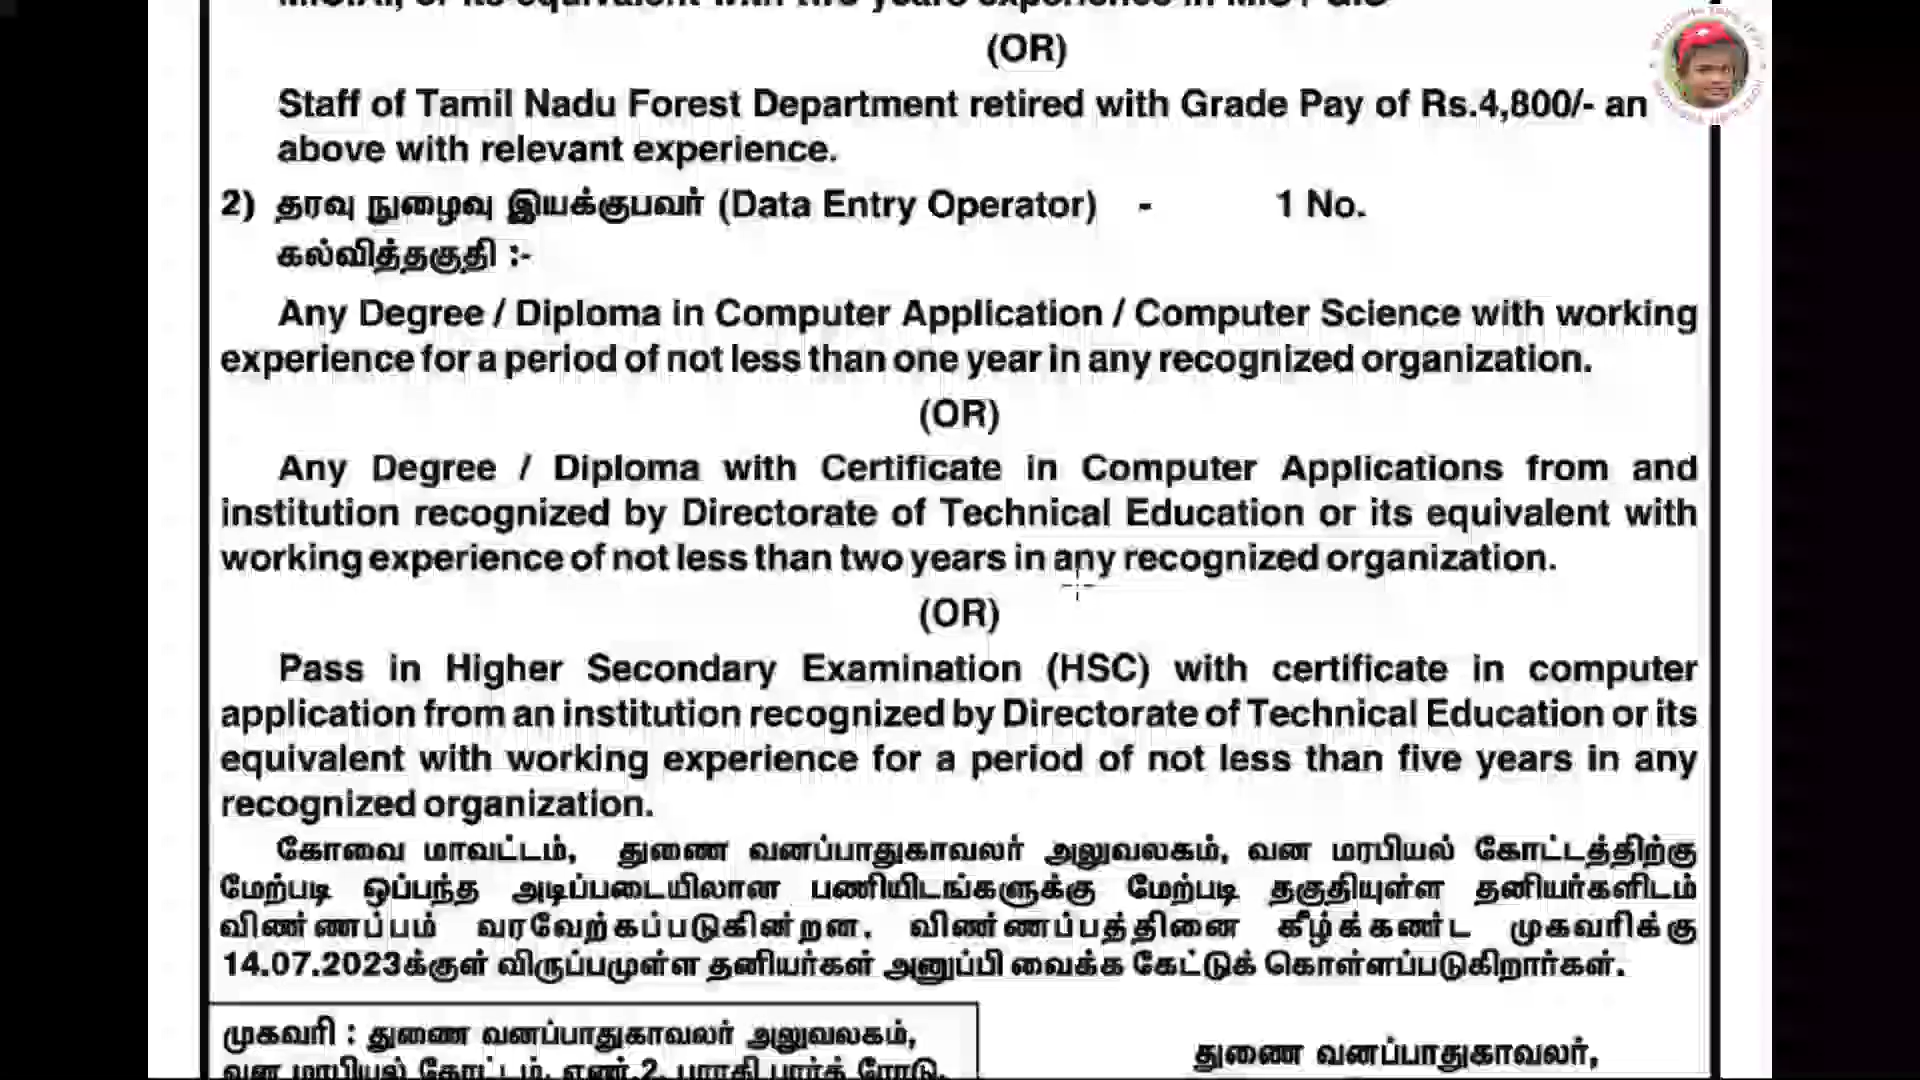 (OR)
Staff of Tamil Nadu Forest Department retired with Grade Pay of Rs.4,800/- an
above with relevant experience.
2) தரவு நுழைவு இயக்குபவர் (Data Entry Operator) - 1 No.
கல்வித்தகுதி :-
Any Degree / Diploma in Computer Application / Computer Science with working
experience for a period of not less than one year in any recognized organization.
(OR)
Any Degree / Diploma with Certificate in Computer Applications from and
institution recognized by Directorate of Technical Education or its equivalent with
working experience of not less than two years in any recognized organization.
(OR)
Pass in Higher Secondary Examination (HSC) with certificate in computer
application from an institution recognized by Directorate of Technical Education or its
equivalent with working experience for a period of not less than five years in any
recognized organization.
கோவை மாவட்டம், துணை வனப்பாதுகாவலர் அலுவலகம், வன மரபியல் கோட்டத்திற்கு
மேற்படி ஒப்பந்த அடிப்படையிலான பணியிடங்களுக்கு மேற்படி தகுதியுள்ள தனியர்களிடம்
விண்ணப்பம் வரவேற்கப்படுகின்றன. விண்ணப்பத்தினை கீழ்க்கண்ட முகவரிக்கு
14.07.2023க்குள் விருப்பமுள்ள தனியர்கள் அனுப்பி வைக்க கேட்டுக் கொள்ளப்படுகிறார்கள்.
முகவரி : துணை வனப்பாதுகாவலர் அலுவலகம்,
வன மரபியல் கோட்டம், எண்.2, பாரதி பார்க் ரோடு,
துணை வனப்பாதுகாவலர்,